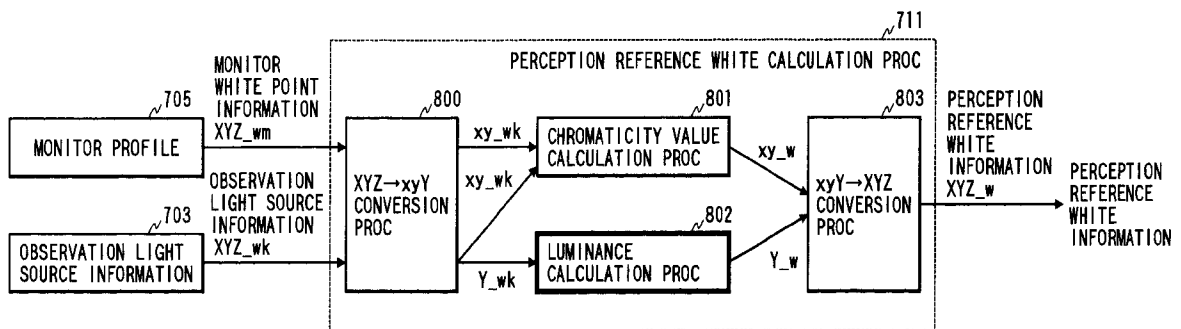 711
PERCEPTION REFERENCE WHITE CALCULATION PROC
705
MONITOR PROFILE
MONITOR
WHITE POINT
INFORMATION
XYZ_wm
703
OBSERVATION LIGHT
SOURCE INFORMATION
OBSERVATION
LIGHT SOURCE
INFORMATION
XYZ_wk
800
XYZ→xyY
CONVERSION
PROC
xy_wk
xy_wk
Y_wk
801
CHROMATICITY VALUE
CALCULATION PROC
802
LUMINANCE
CALCULATION PROC
xy_w
Y_w
803
xyY→XYZ
CONVERSION
PROC
PERCEPTION
REFERENCE
WHITE
INFORMATION
XYZ_w
PERCEPTION
REFERENCE
WHITE
INFORMATION